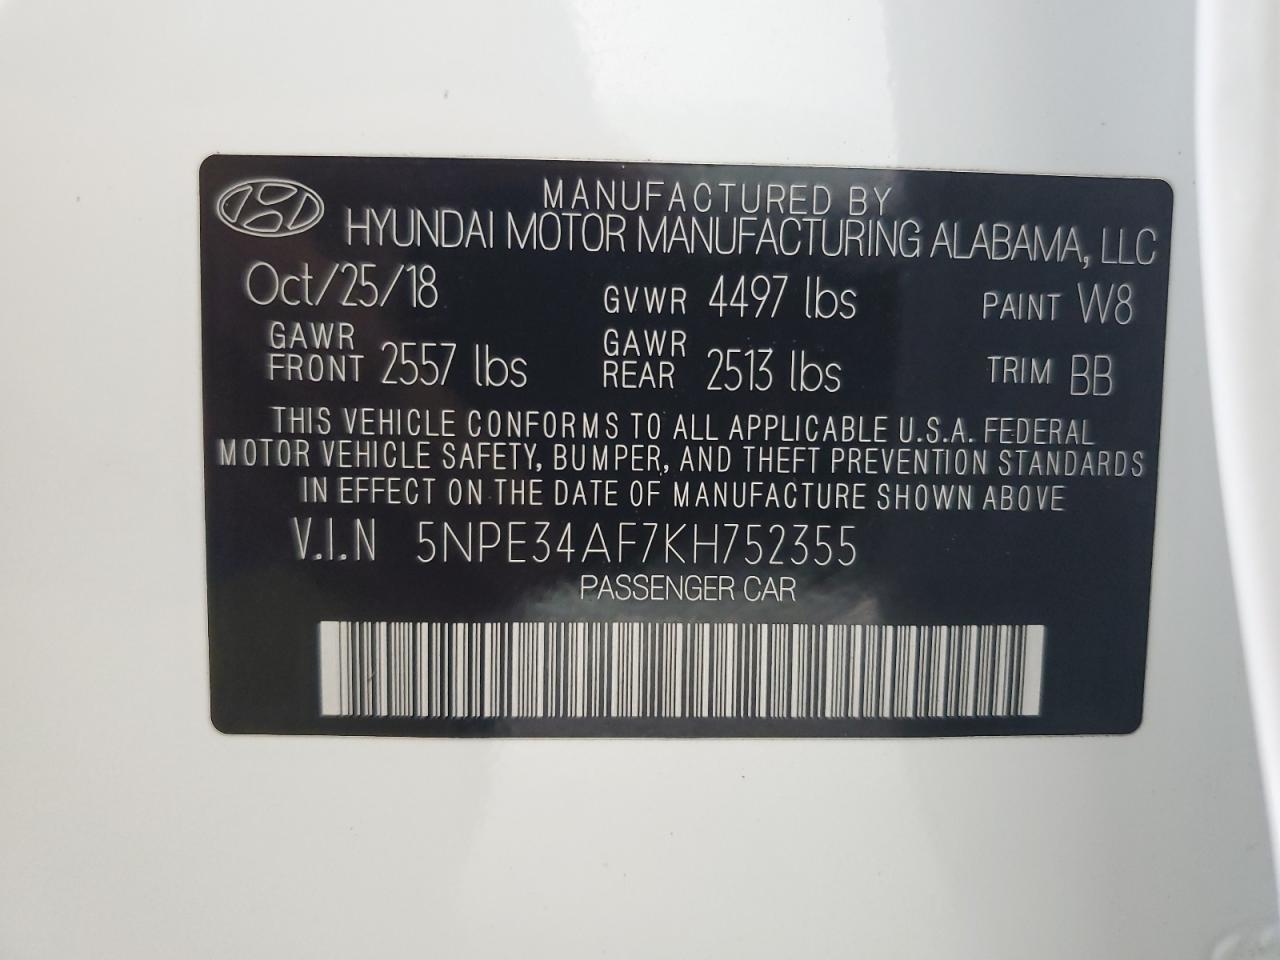 MANUFACTURED BY
HYUNDAI MOTOR MANUFACTURING ALABAMA, LLC
Oct/25/18 GVWR 4497 lbs PAINT W8
GAWR FRONT 2557 lbs GAWR REAR 2513 lbs TRIM BB
THIS VEHICLE CONFORMS TO ALL APPLICABLE U.S.A. FEDERAL
MOTOR VEHICLE SAFETY, BUMPER, AND THEFT PREVENTION STANDARDS
IN EFFECT ON THE DATE OF MANUFACTURE SHOWN ABOVE
V.I.N 5NPE34AF7KH752355
PASSENGER CAR